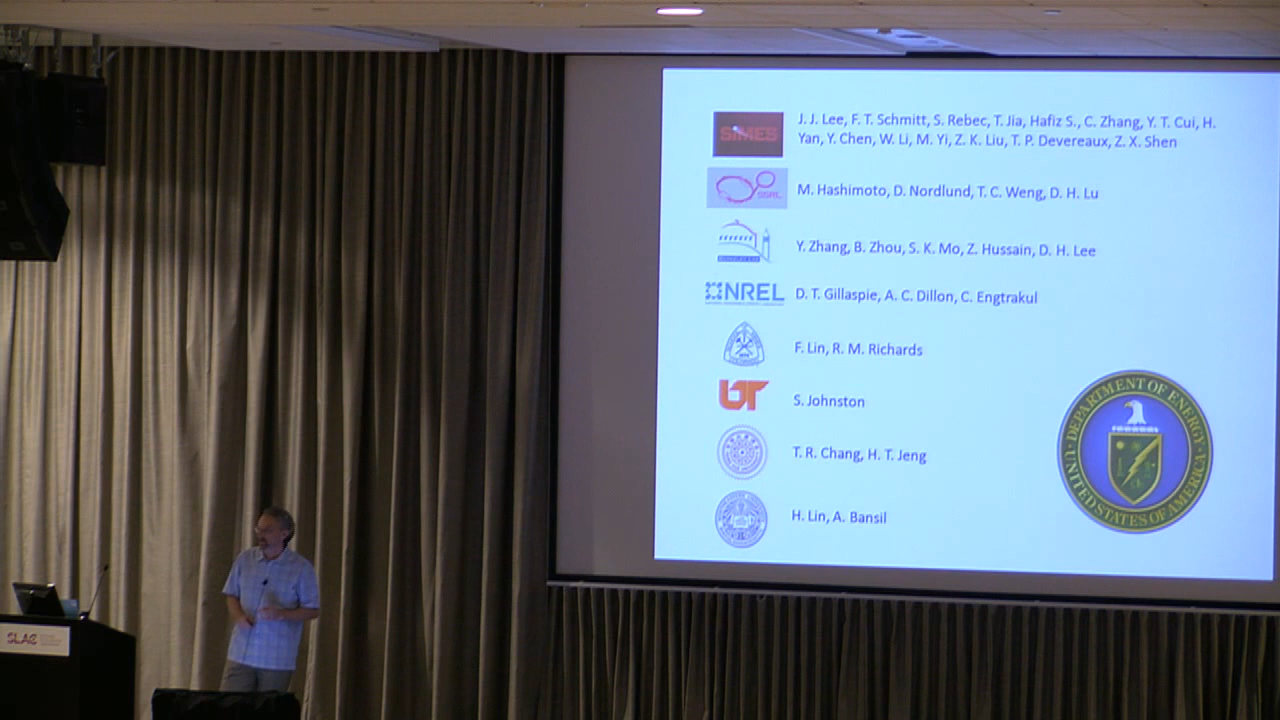 SIMES
J. J. Lee, F. T. Schmitt, S. Rebec, T. Jia, Hafiz S., C. Zhang, Y. T. Cui, H.
Yan, Y. Chen, W. Li, M. Yi, Z. K. Liu, T. P. Devereaux, Z. X. Shen
SSRL
M. Hashimoto, D. Nordlund, T. C. Weng, D. H. Lu
Y. Zhang, B. Zhou, S. K. Mo, Z. Hussain, D. H. Lee
NREL
D. T. Gillaspie, A. C. Dillon, C. Engtrakul
F. Lin, R. M. Richards
UT
S. Johnston
T. R. Chang, H. T. Jeng
H. Lin, A. Bansil
DEPARTMENT OF ENERGY
UNITED STATES OF AMERICA
SLAC